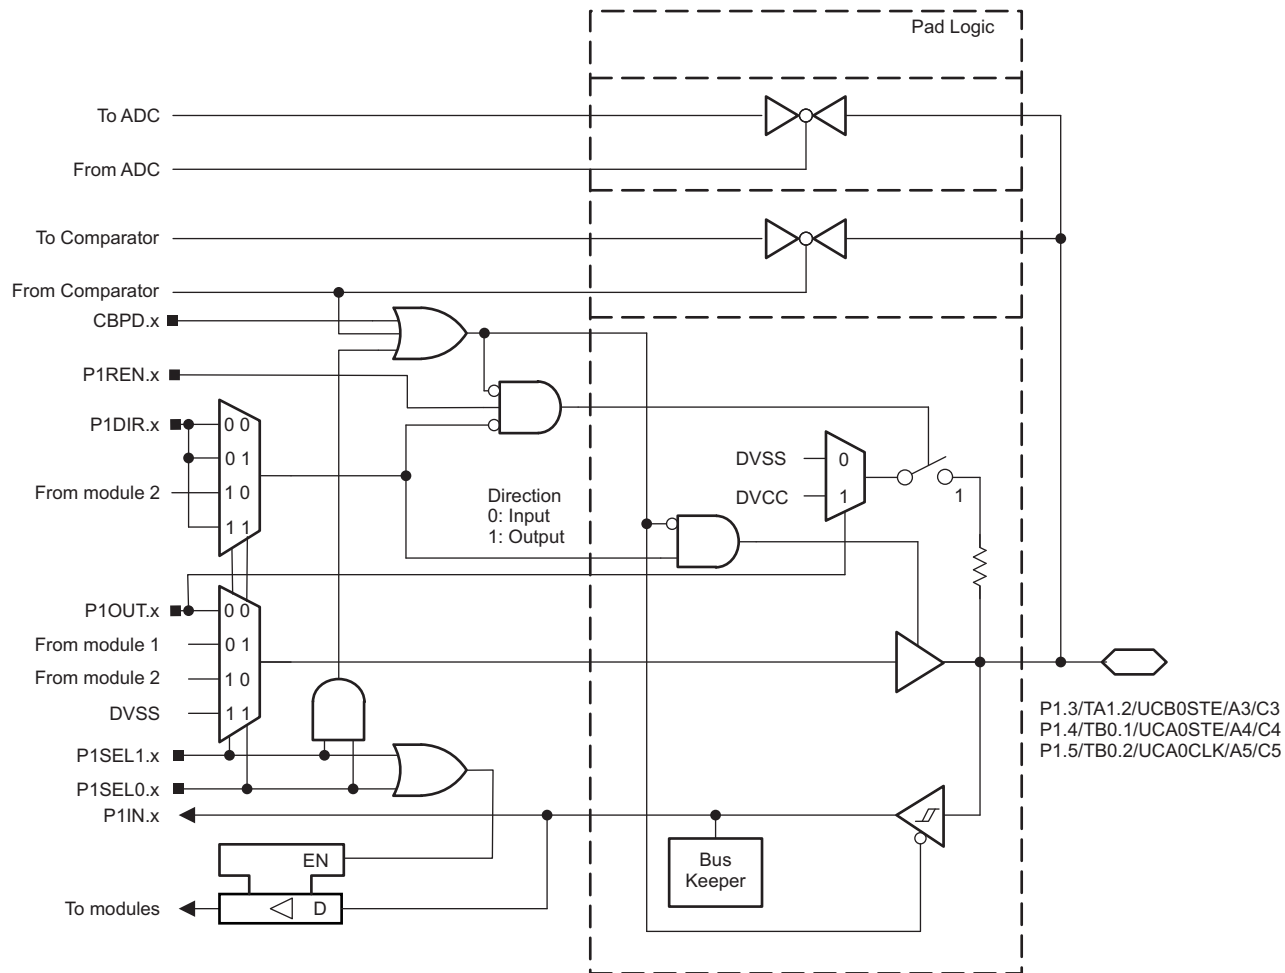 Pad Logic
To ADC
From ADC
To Comparator
From Comparator
CBPD.x
P1REN.x
P1DIR.x
0 0
0 1
From module 2
1 0
1 1
Direction
0: Input
1: Output
DVSS
0
DVCC
1
1
P1OUT.x
0 0
From module 1
0 1
From module 2
1 0
DVSS
1 1
P1SEL1.x
P1SEL0.x
P1IN.x
P1.3/TA1.2/UCB0STE/A3/C3
P1.4/TB0.1/UCA0STE/A4/C4
P1.5/TB0.2/UCA0CLK/A5/C5
Bus
Keeper
EN
To modules
D